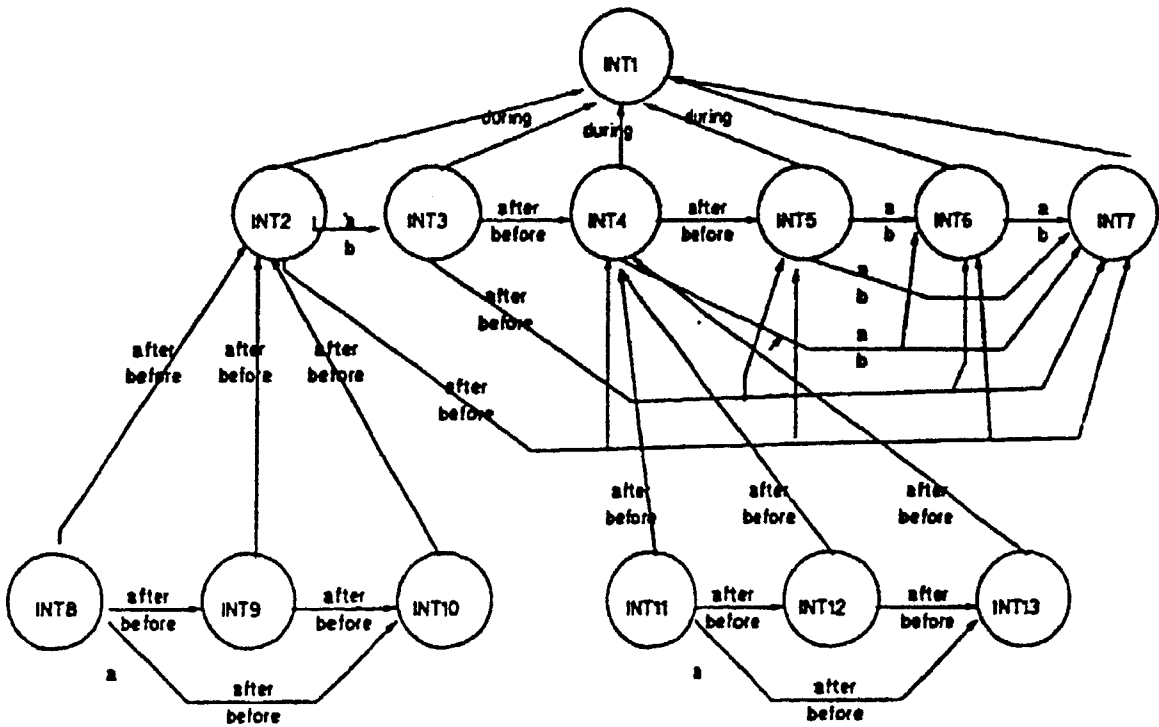 INT1
during
during
during
INT2
a
b
INT3
after
before
INT4
after
before
INT5
a
b
INT6
a
b
INT7
after
before
a
b
a
b
after
before
after
before
after
before
after
before
after
before
after
before
after
before
INT8
after
before
INT9
after
before
INT10
INT11
after
before
INT12
after
before
INT13
a
after
before
a
after
before